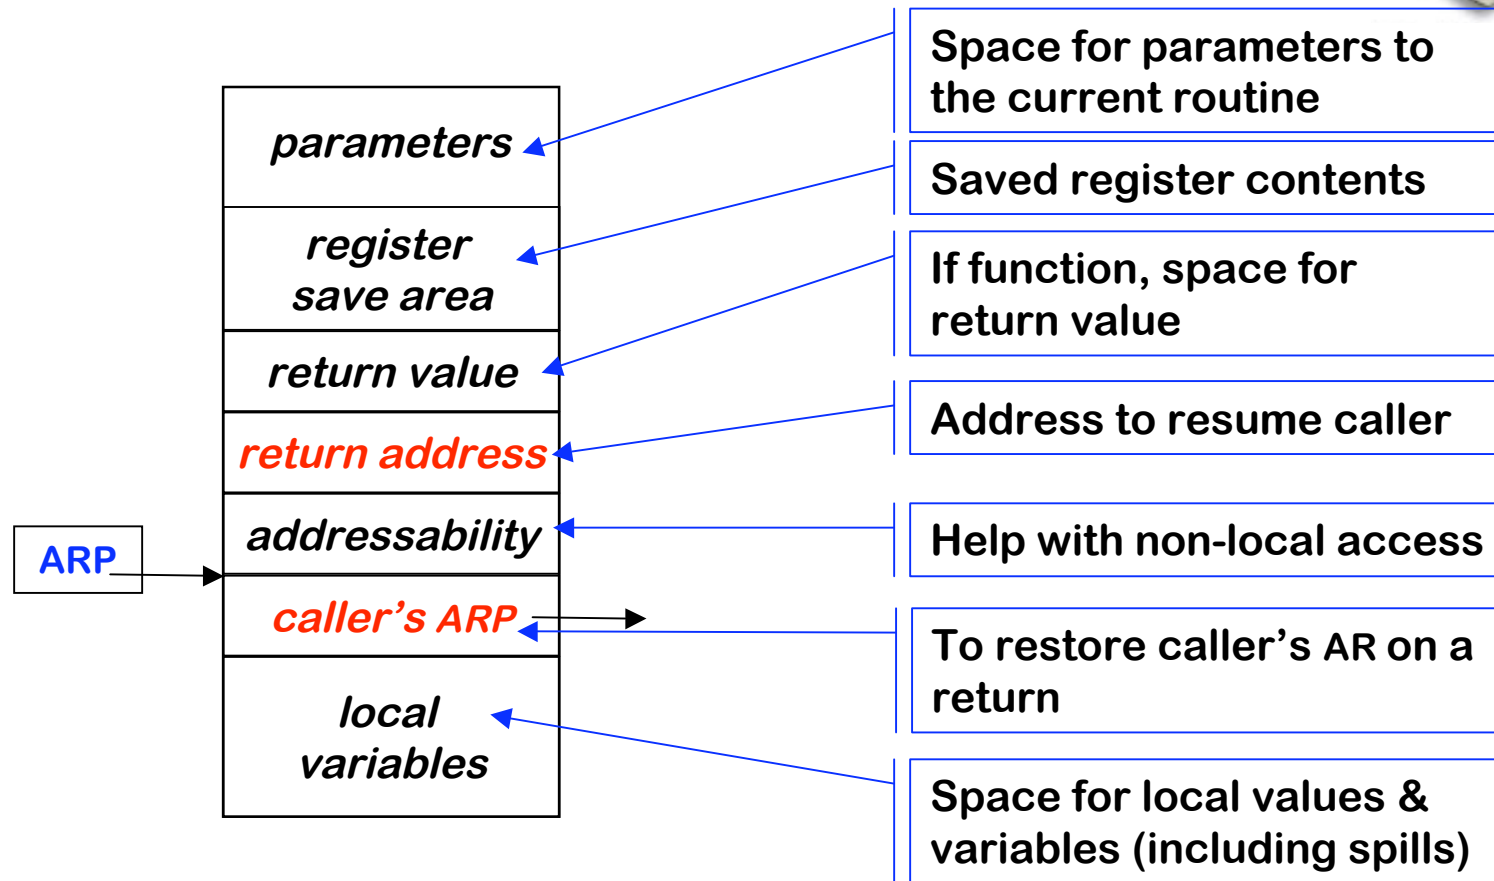 parameters
register
save area
return value
return address
addressability
ARP
caller’s ARP
local
variables
Space for parameters to
the current routine
Saved register contents
If function, space for
return value
Address to resume caller
Help with non-local access
To restore caller’s AR on a
return
Space for local values &
variables (including spills)